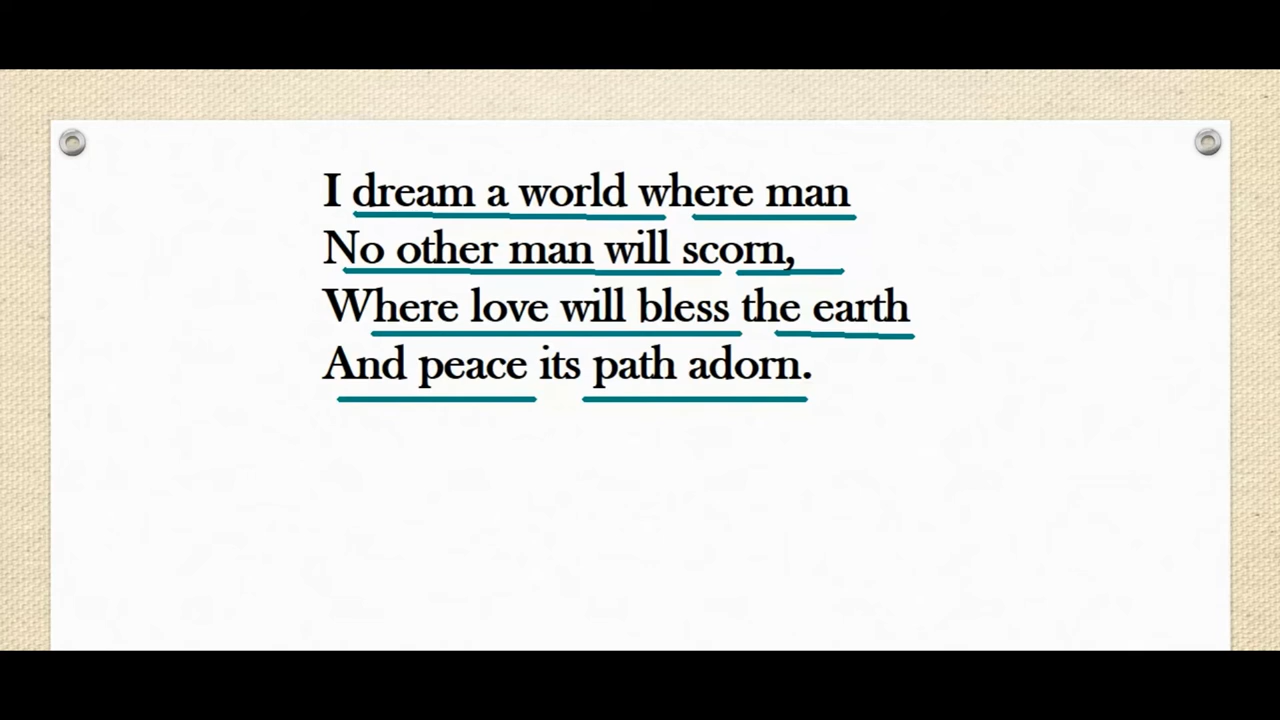 I dream a world where man
No other man will scorn,
Where love will bless the earth
And peace its path adorn.